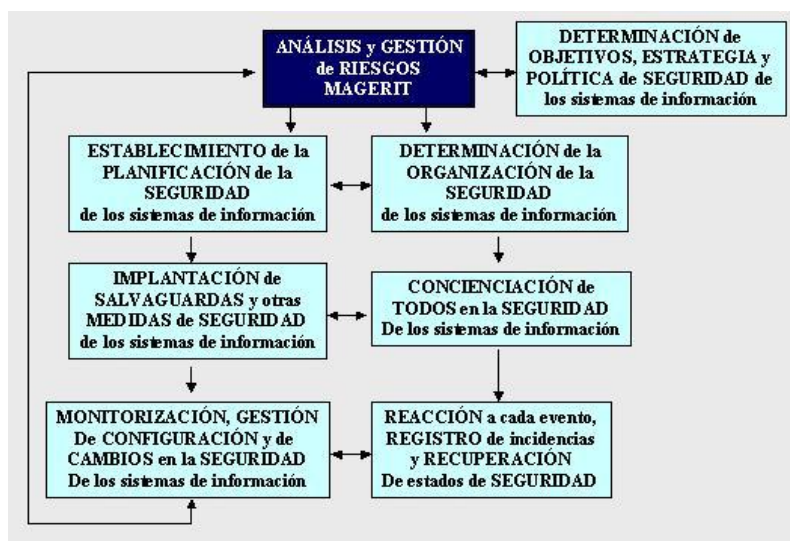 ANÁLISIS y GESTIÓN
de RIESGOS
MAGERIT
DETERMINACIÓN de
OBJETIVOS, ESTRATEGIA y
POLÍTICA de SEGURIDAD de
los sistemas de información
ESTABLECIMIENTO de la
PLANIFICACIÓN de la
SEGURIDAD
de los sistemas de información
DETERMINACIÓN de la
ORGANIZACIÓN de la
SEGURIDAD
de los sistemas de información
IMPLANTACIÓN de
SALVAGUARDAS y otras
MEDIDAS de SEGURIDAD
de los sistemas de información
CONCIENCIACIÓN de
TODOS en la SEGURIDAD
De los sistemas de información
MONITORIZACIÓN, GESTIÓN
De CONFIGURACIÓN y de
CAMBIOS en la SEGURIDAD
De los sistemas de información
REACCIÓN a cada evento,
REGISTRO de incidencias
y RECUPERACIÓN
De estados de SEGURIDAD